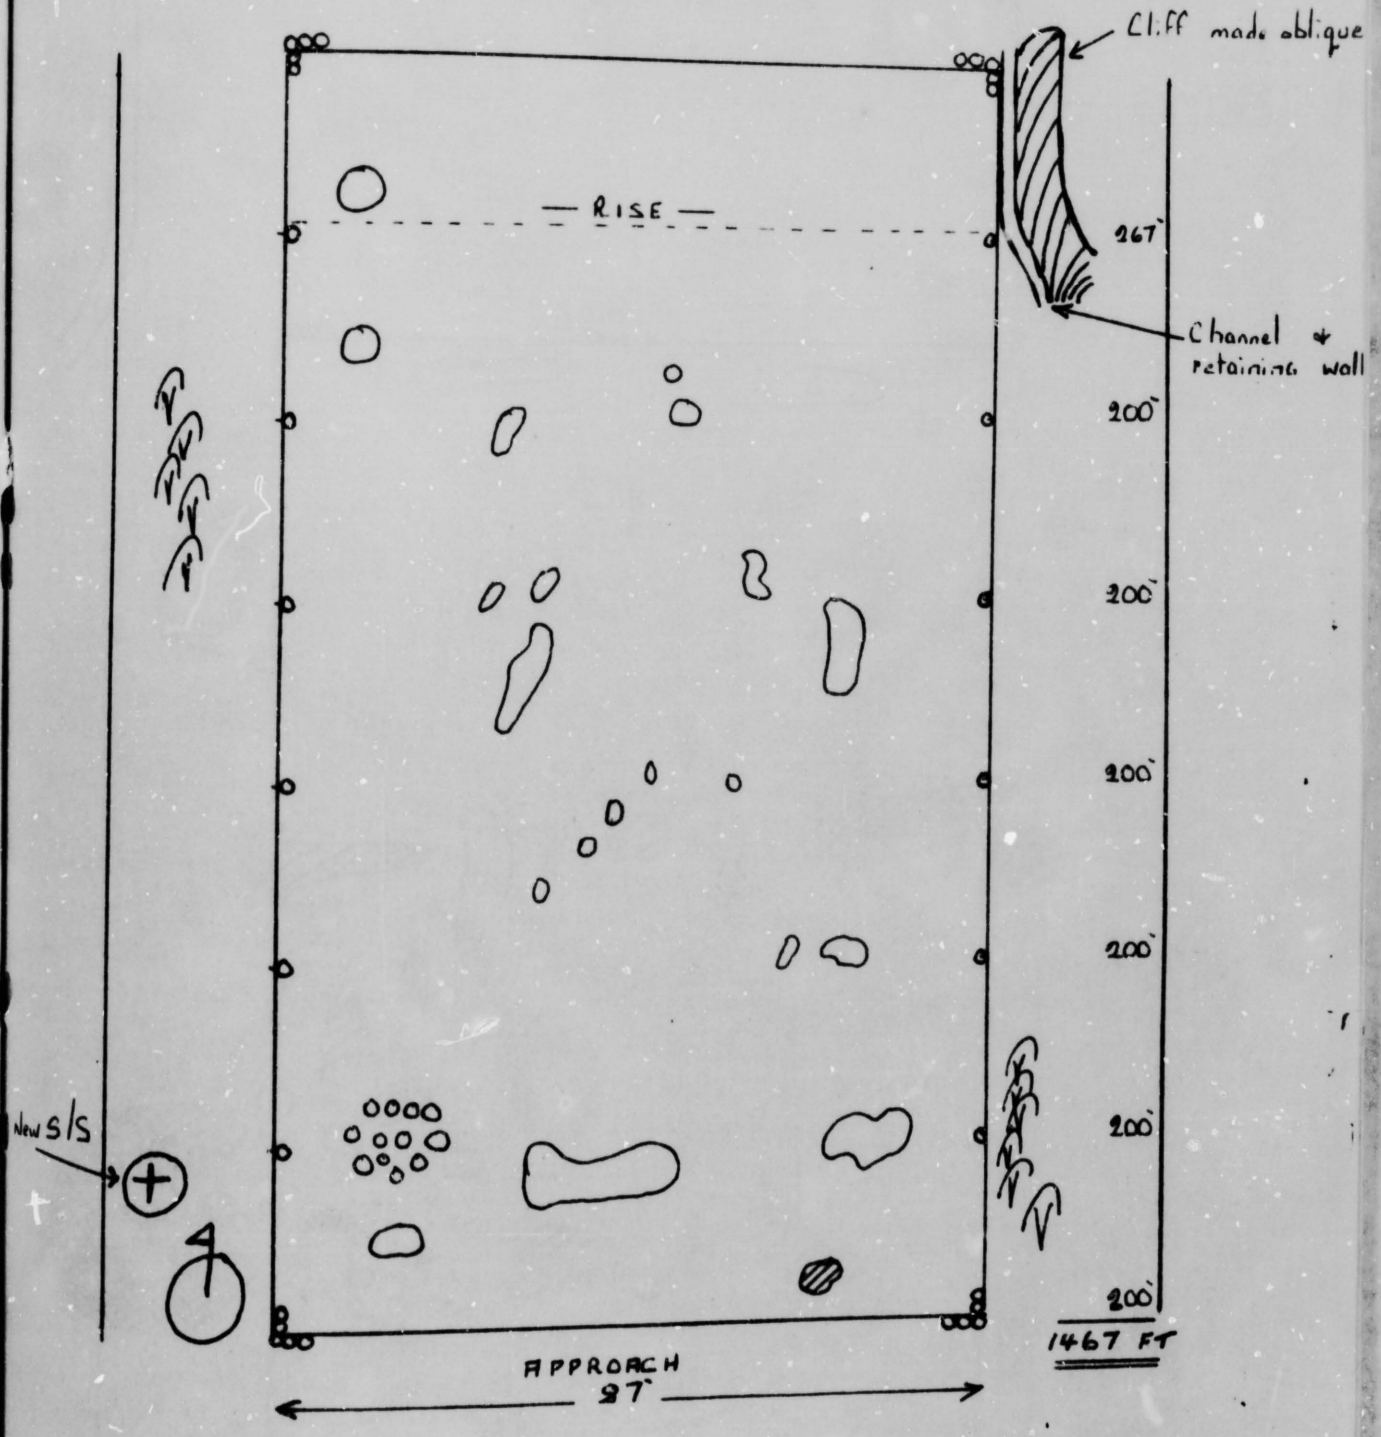 Cliff made oblique
— RISE —
267'
Channel +
retaining wall
200'
200'
200'
200'
New S/S
200'
200'
1467 FT
APPROACH
87'